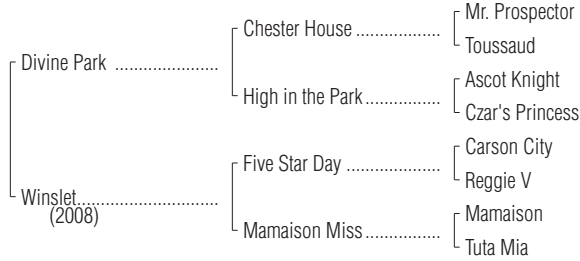 Mr. Prospector
Chester House ..................
Toussaud
Divine Park ......................
Ascot Knight
High in the Park................
Czar's Princess
Carson City
Five Star Day ....................
Reggie V
Winslet........................
(2008)
Mamaison
Mamaison Miss................
Tuta Mia